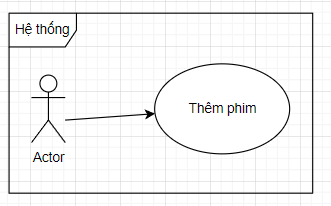 Hệ thống
Thêm phim
Actor